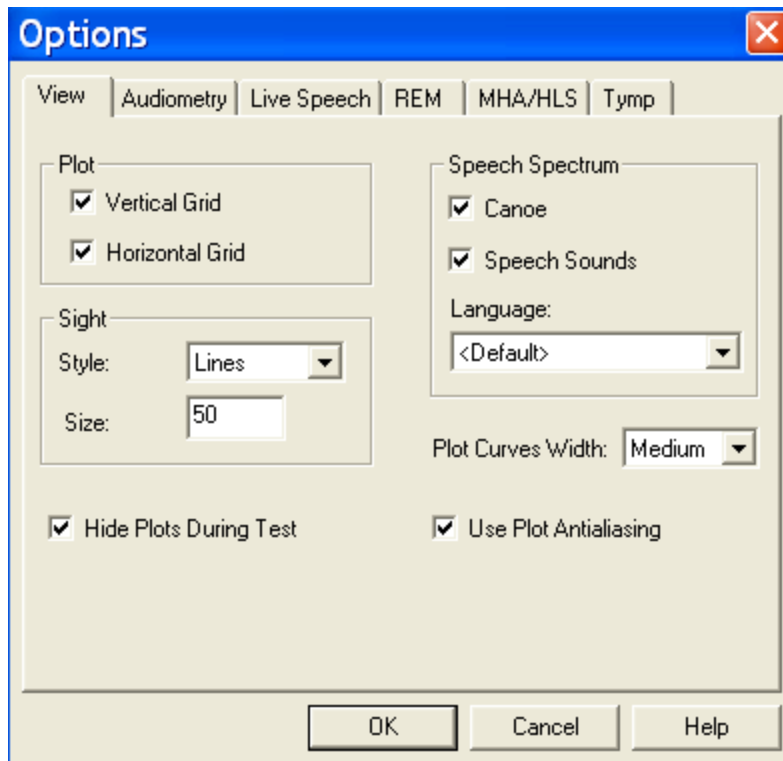 Options
View Audiometry Live Speech REM MHA/HLS Tymp
Plot
Vertical Grid
Horizontal Grid
Sight
Style: Lines
Size: 50
Hide Plots During Test
Speech Spectrum
Canoe
Speech Sounds
Language:
<Default>
Plot Curves Width: Medium
Use Plot Antialiasing
OK Cancel Help